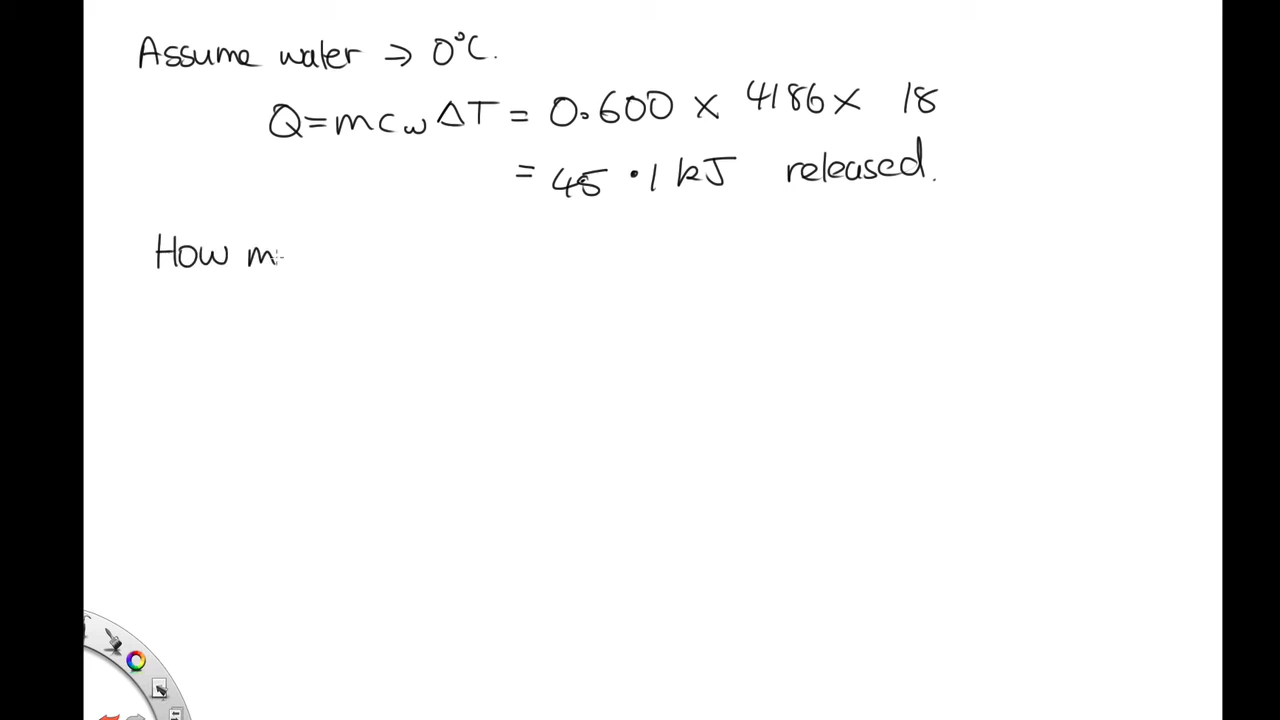 Assume water → 0°C.
Q = mc_w ΔT = 0.600 × 4186 × 18
= 45.1 kJ released.
How m